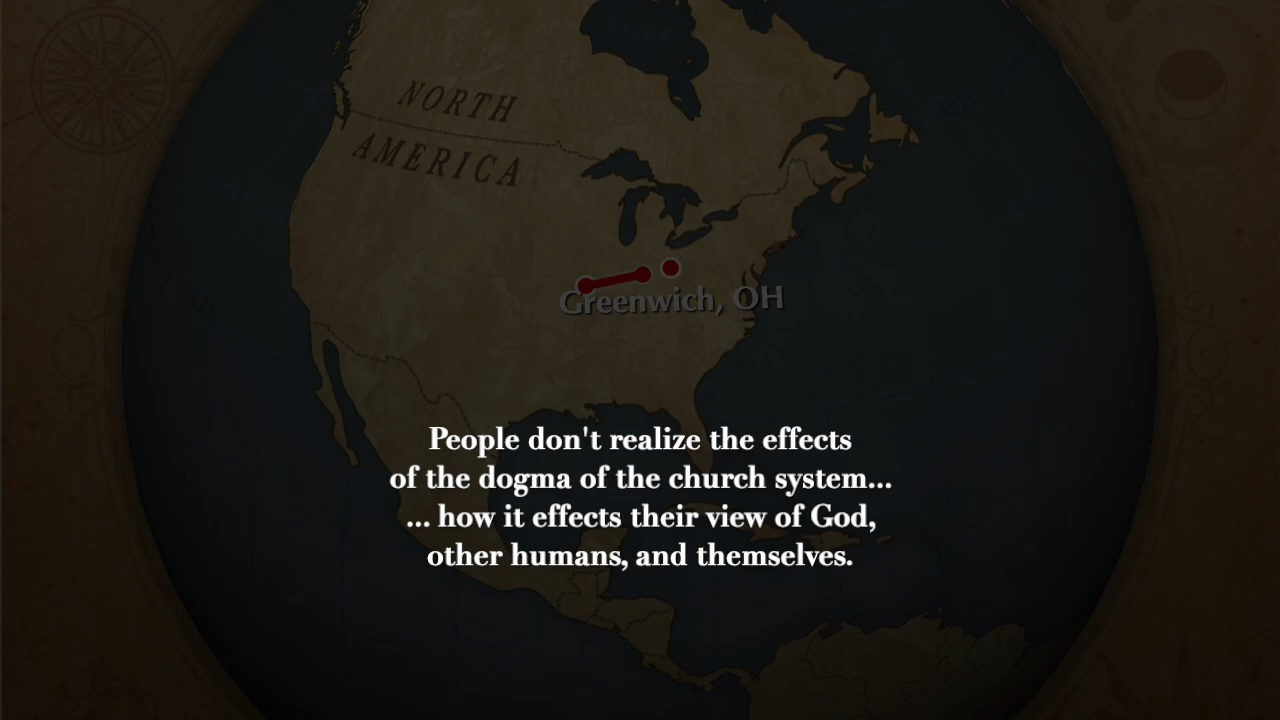 NORTH
AMERICA
Greenwich, OH
People don't realize the effects
of the dogma of the church system...
... how it effects their view of God,
other humans, and themselves.